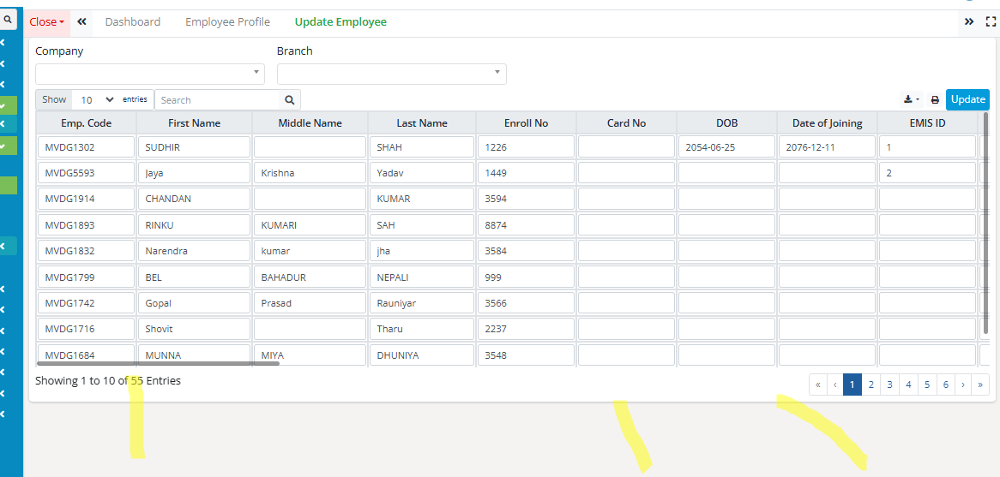 Close « Dashboard Employee Profile Update Employee »
Company Branch
Show 10 entries Search Update
Emp. Code First Name Middle Name Last Name Enroll No Card No DOB Date of Joining EMIS ID
MVDG1302 SUDHIR SHAH 1226 2054-06-25 2076-12-11 1
MVDG5593 Jaya Krishna Yadav 1449 2
MVDG1914 CHANDAN KUMAR 3594
MVDG1893 RINKU KUMARI SAH 8874
MVDG1832 Narendra kumar jha 3584
MVDG1799 BEL BAHADUR NEPALI 999
MVDG1742 Gopal Prasad Rauniyar 3566
MVDG1716 Shovit Tharu 2237
MVDG1684 MUNNA MIYA DHUNIYA 3548
Showing 1 to 10 of 55 Entries « ‹ 1 2 3 4 5 6 › »